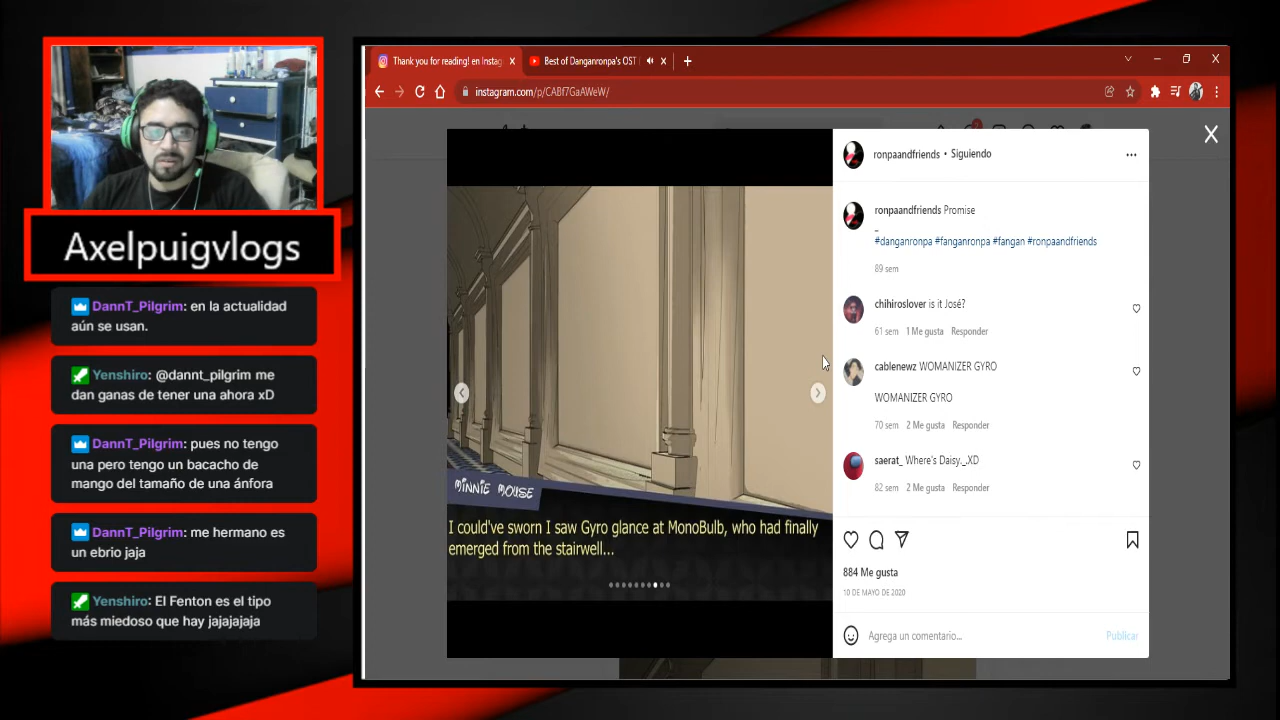 Axelpuigvlogs
DannT_Pilgrim: en la actualidad
aún se usan.
Yenshiro: @dannt_pilgrim me
dan ganas de tener una ahora xD
DannT_Pilgrim: pues no tengo
una pero tengo un bacacho de
mango del tamaño de una ánfora
DannT_Pilgrim: me hermano es
un ebrio jaja
Yenshiro: El Fenton es el tipo
más miedoso que hay jajajajaja
Thank you for reading! en Instag
Best of Danganronpa's OST
instagram.com/p/CABf7GaAWeW/
MINNIE MOUSE
I could've sworn I saw Gyro glance at MonoBulb, who had finally
emerged from the stairwell...
ronpaandfriends • Siguiendo
ronpaandfriends Promise
_
#danganronpa #fanganronpa #fangan #ronpaandfriends
89 sem
chihiroslover is it José?
61 sem 1 Me gusta Responder
cablenewz WOMANIZER GYRO
WOMANIZER GYRO
70 sem 2 Me gusta Responder
saerat_ Where's Daisy._.XD
82 sem 2 Me gusta Responder
884 Me gusta
10 DE MAYO DE 2020
Agrega un comentario...
Publicar